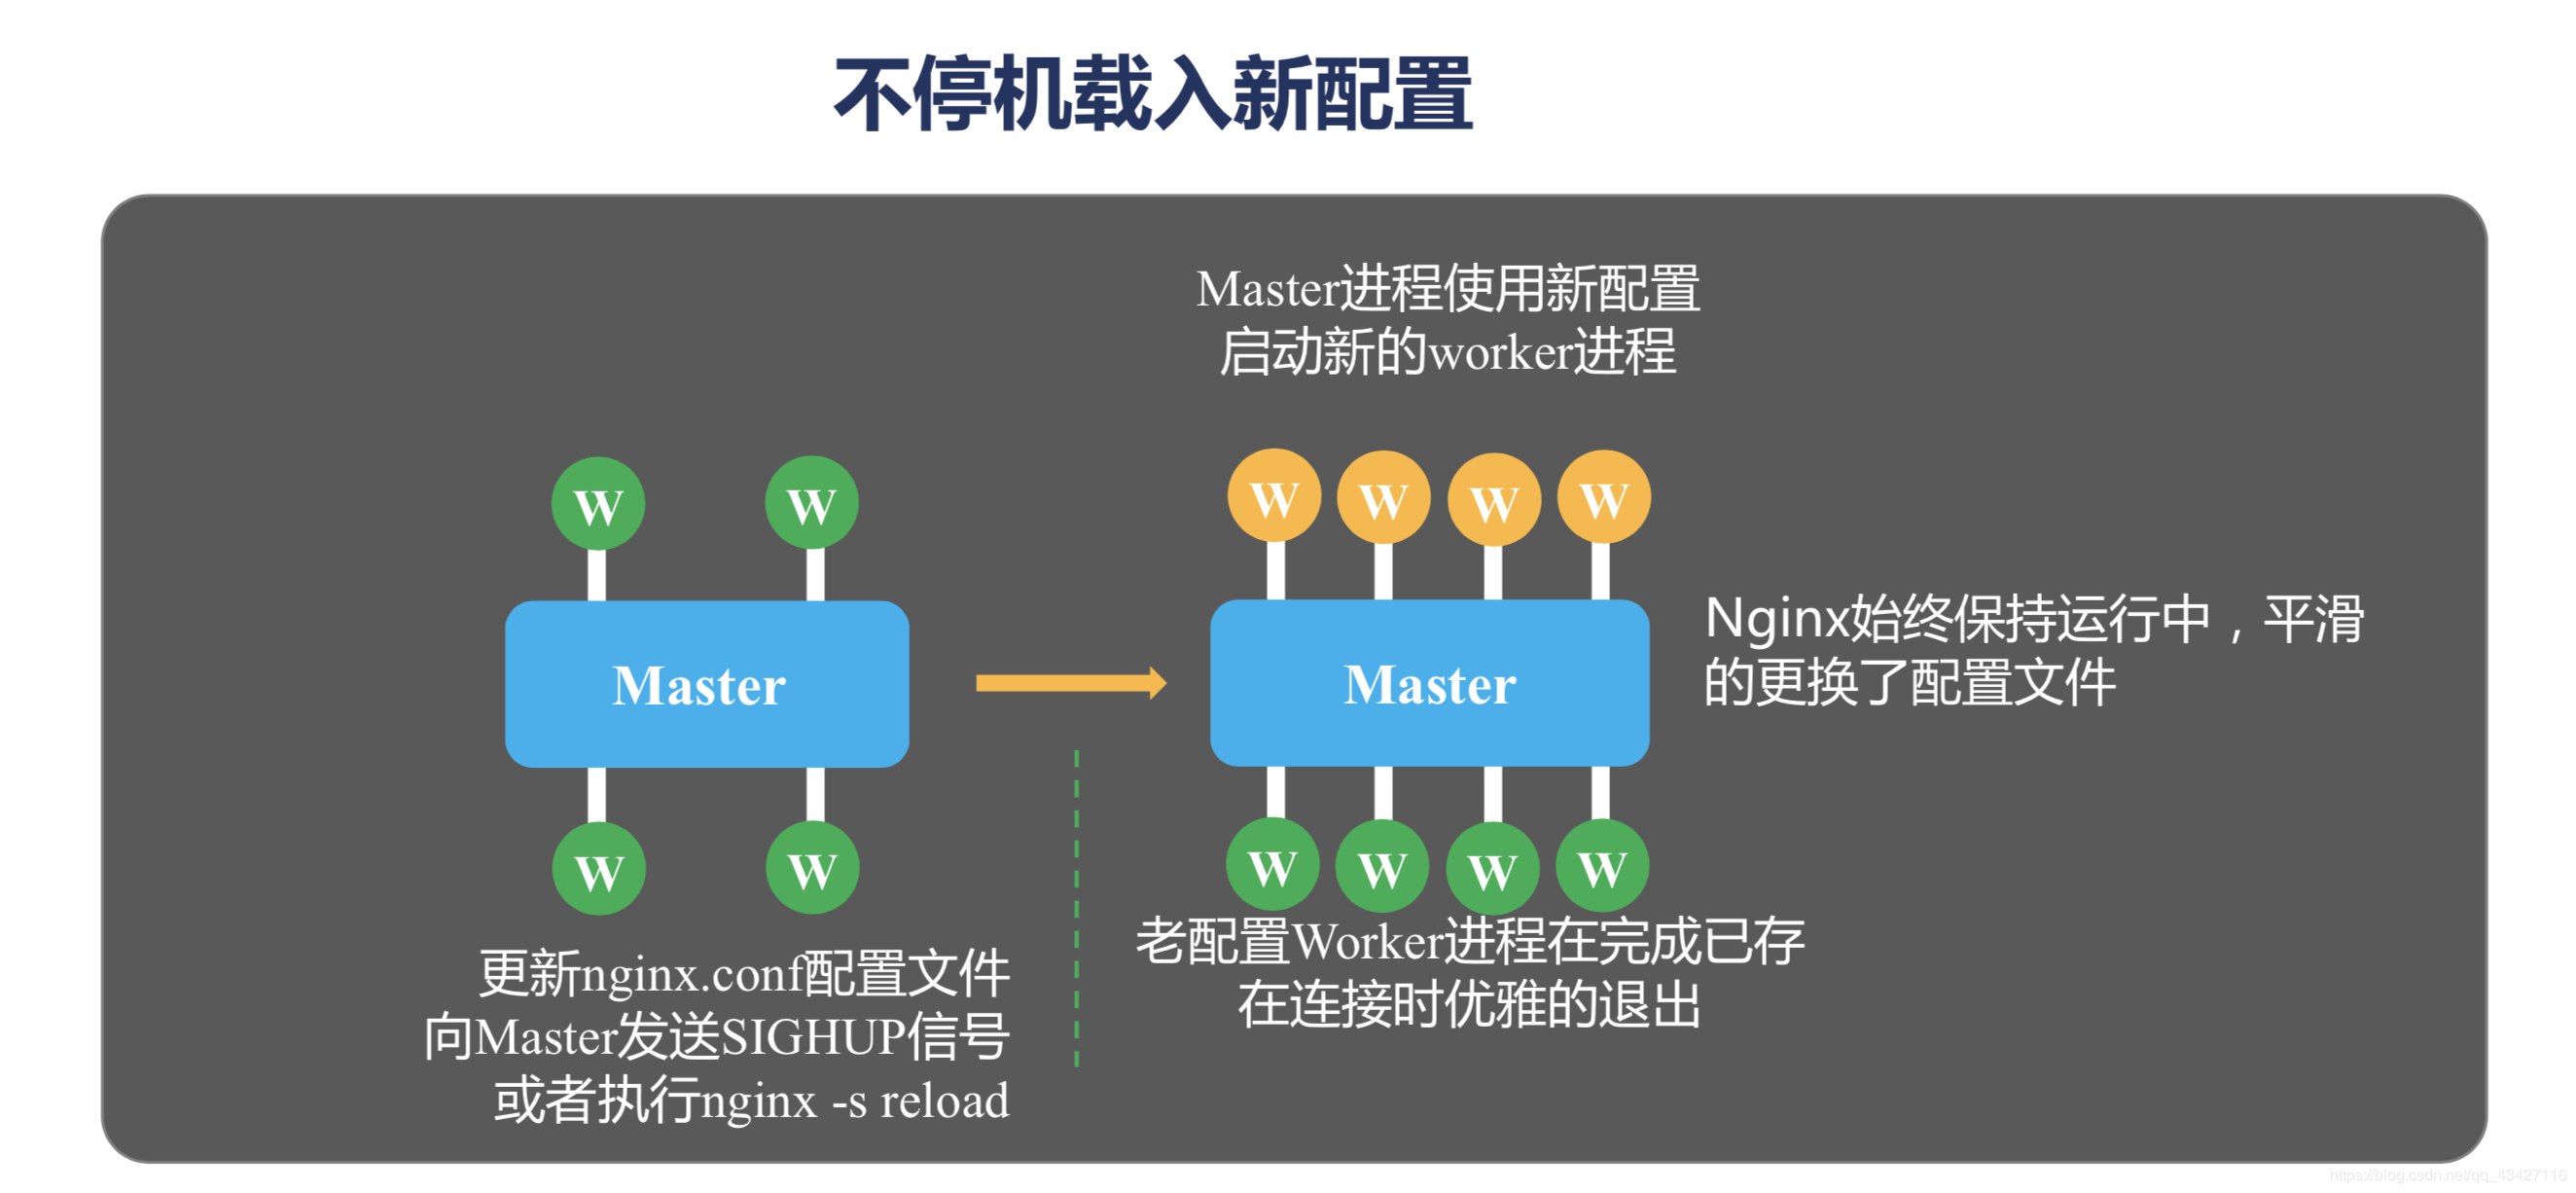 不停机载入新配置
Master进程使用新配置
启动新的worker进程
W W W W W W
Master
Master
Nginx始终保持运行中，平滑
的更换了配置文件
W W W W W W
更新nginx.conf配置文件
向Master发送SIGHUP信号
或者执行nginx -s reload
老配置Worker进程在完成已存
在连接时优雅的退出
https://blog.csdn.net/qq_43427116